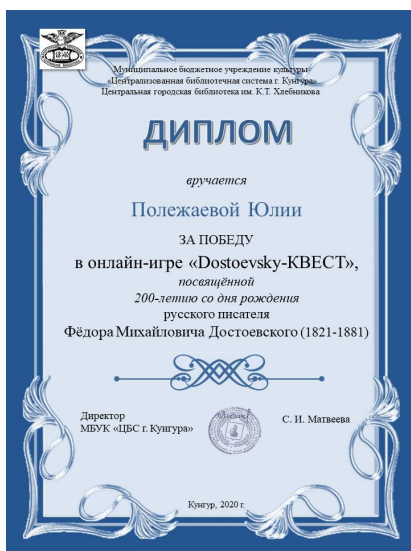 1840
Муниципальное бюджетное учреждение культуры
«Централизованная библиотечная система г. Кунгура»
Центральная городская библиотека им. К.Т. Хлебникова
ДИПЛОМ
вручается
Полежаевой Юлии
ЗА ПОБЕДУ
в онлайн-игре «Dostoevsky-КВЕСТ»,
посвящённой
200-летию со дня рождения
русского писателя
Фёдора Михайловича Достоевского (1821-1881)
Директор
МБУК «ЦБС г. Кунгура»
С. И. Матвеева
Кунгур, 2020 г.